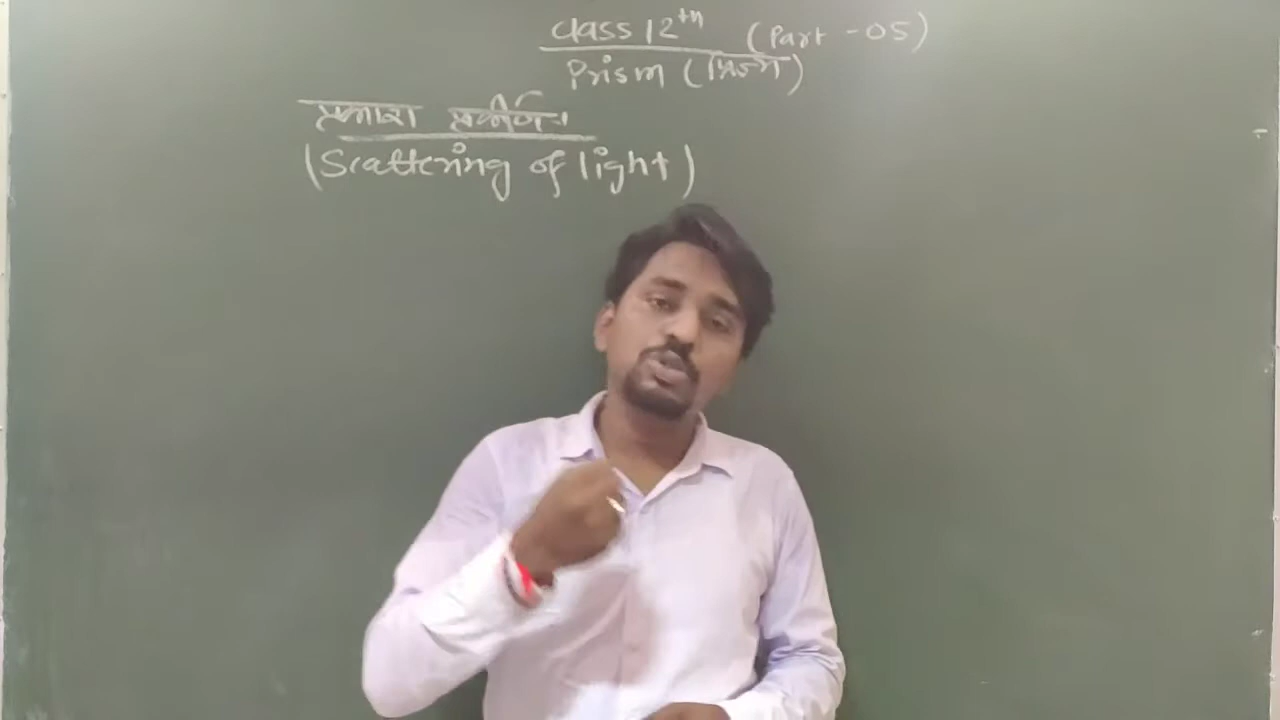 class 12th (Part - 05)
Prism (प्रिज्म)
प्रकाश प्रकीर्णन
(Scattering of light)